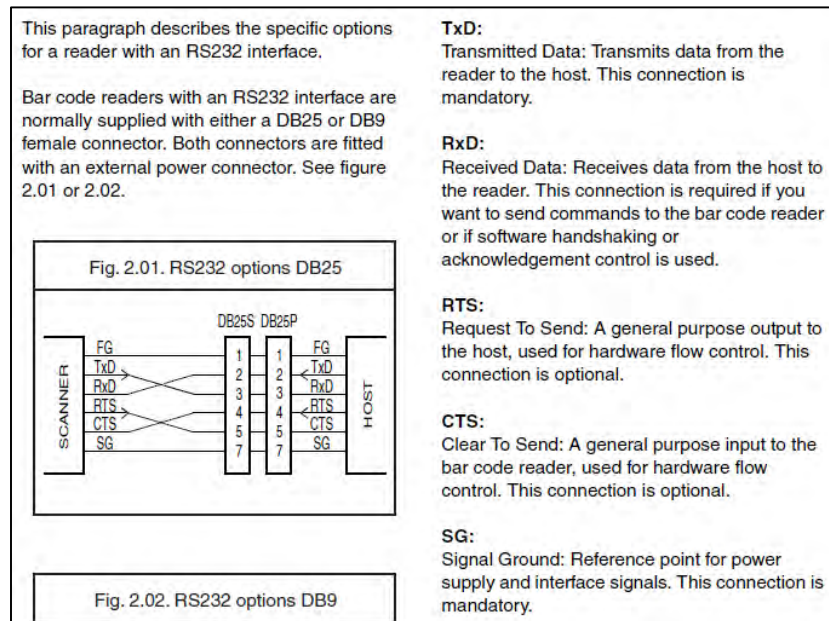 This paragraph describes the specific options
for a reader with an RS232 interface.
Bar code readers with an RS232 interface are
normally supplied with either a DB25 or DB9
female connector. Both connectors are fitted
with an external power connector. See figure
2.01 or 2.02.
Fig. 2.01. RS232 options DB25
DB25S DB25P
SCANNER
FG 1 1 FG
TxD 2 2 TxD
RxD 3 3 RxD
RTS 4 4 RTS
CTS 5 5 CTS
SG 7 7 SG
HOST
Fig. 2.02. RS232 options DB9
TxD:
Transmitted Data: Transmits data from the
reader to the host. This connection is
mandatory.
RxD:
Received Data: Receives data from the host to
the reader. This connection is required if you
want to send commands to the bar code reader
or if software handshaking or
acknowledgement control is used.
RTS:
Request To Send: A general purpose output to
the host, used for hardware flow control. This
connection is optional.
CTS:
Clear To Send: A general purpose input to the
bar code reader, used for hardware flow
control. This connection is optional.
SG:
Signal Ground: Reference point for power
supply and interface signals. This connection is
mandatory.